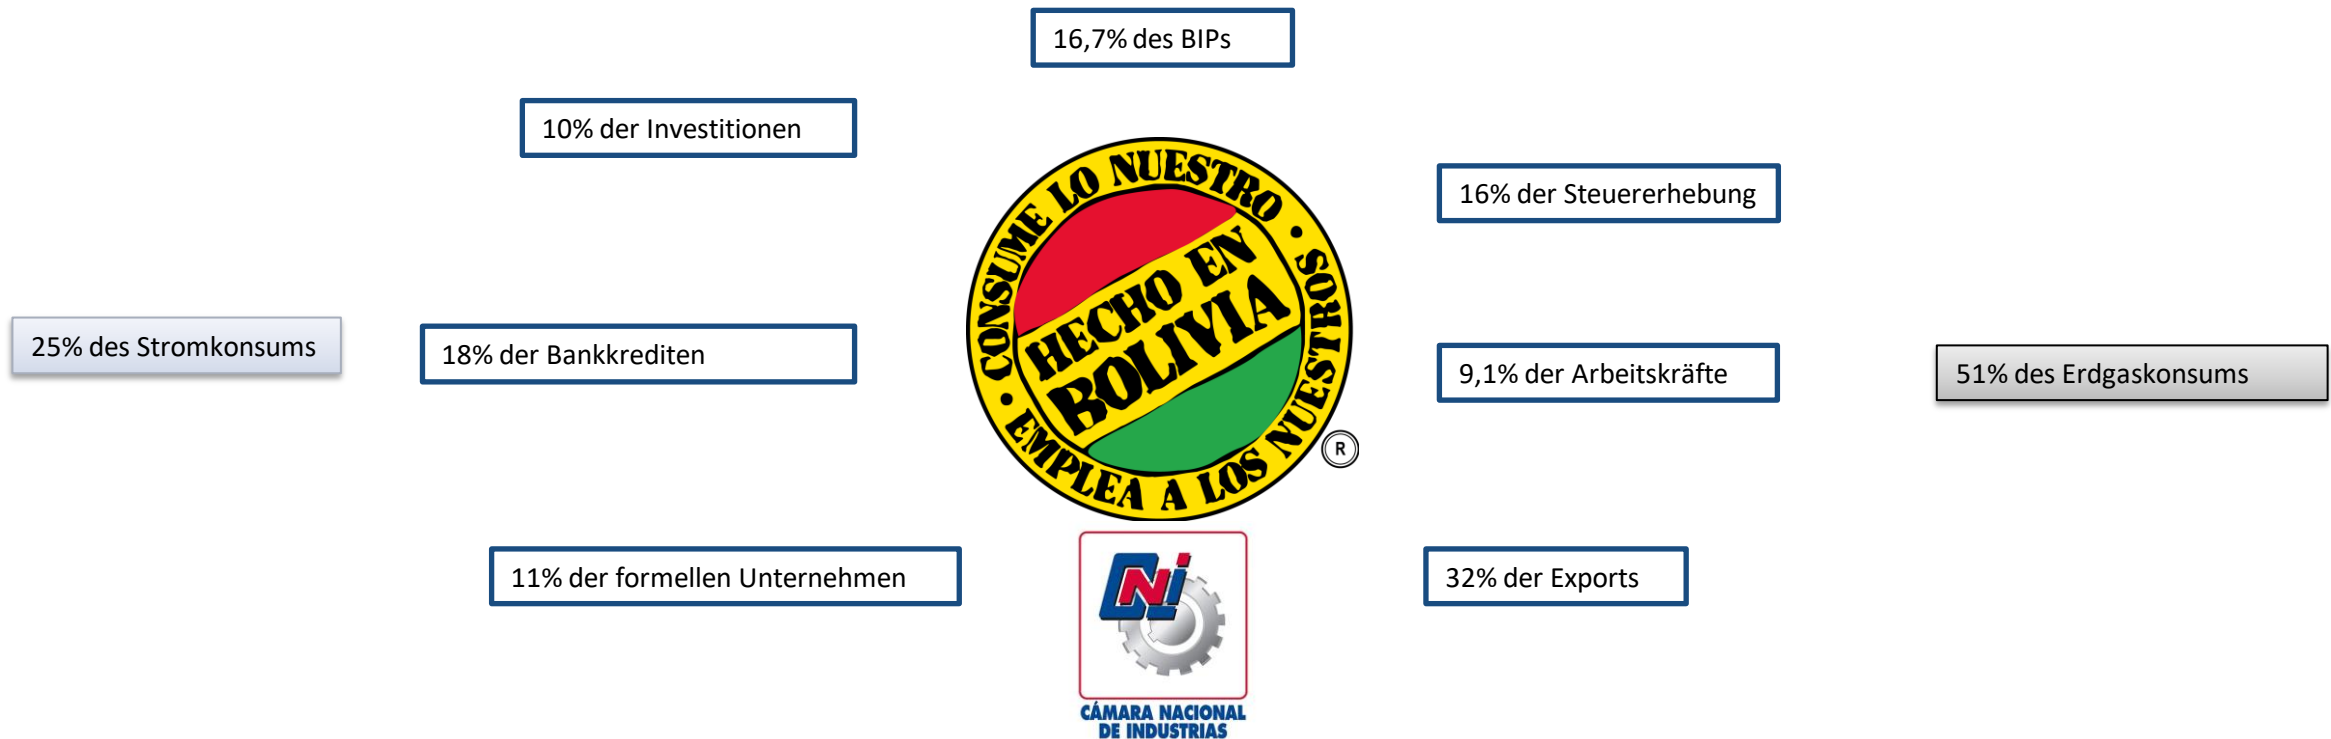 16,7% des BIPs
10% der Investitionen
16% der Steuererhebung
CONSUME LO NUESTRO • EMPLEA A LOS NUESTROS •
HECHO EN
BOLIVIA
®
25% des Stromkonsums
18% der Bankkrediten
9,1% der Arbeitskräfte
51% des Erdgaskonsums
11% der formellen Unternehmen
32% der Exports
CNi
CÁMARA NACIONAL
DE INDUSTRIAS